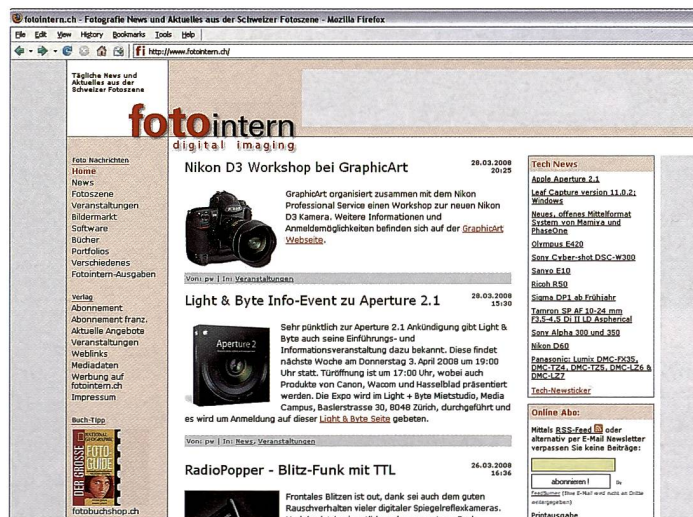 fotointern.ch - Fotografie News und Aktuelles aus der Schweizer Fotoszene - Mozilla Firefox
File Edit View History Bookmarks Tools Help
http://www.fotointern.ch/
Tägliche News und
Aktuelles aus der
Schweizer Fotoszene
fotointern
digital imaging
Foto Nachrichten
Home
News
Fotoszene
Veranstaltungen
Bildermarkt
Software
Bücher
Portfolios
Verschiedenes
Fotointern-Ausgaben
Verlag
Abonnement
Abonnement franz.
Aktuelle Angebote
Veranstaltungen
Weblinks
Mediadaten
Werbung auf
fotointern.ch
Impressum
Buch-Tipp
NATIONAL
GEOGRAPHIC
DER GROSSE
FOTO-
GUIDE
fotobuchshop.ch
Nikon D3 Workshop bei GraphicArt
28.03.2008
20:25
GraphicArt organisiert zusammen mit dem Nikon
Professional Service einen Workshop zur neuen Nikon
D3 Kamera. Weitere Informationen und
Anmeldemöglichkeiten befinden sich auf der GraphicArt
Webseite.
Von: pw | In: Veranstaltungen
Light & Byte Info-Event zu Aperture 2.1
28.03.2008
15:30
Aperture 2
Sehr pünktlich zur Aperture 2.1 Ankündigung gibt Light &
Byte auch seine Einführungs- und
Informationsveranstaltung dazu bekannt. Diese findet
nächste Woche am Donnerstag 3. April 2008 um 19:00
Uhr statt. Türöffnung ist um 17:00 Uhr, wobei auch
Produkte von Canon, Wacom und Hasselblad präsentiert
werden. Die Expo wird im Light + Byte Mietstudio, Media
Campus, Baslerstrasse 30, 8048 Zürich, durchgeführt und
es wird um Anmeldung auf dieser Light & Byte Seite gebeten.
Von: pw | In: News, Veranstaltungen
RadioPopper - Blitz-Funk mit TTL
26.03.2008
16:36
Frontales Blitzen ist out, dank sei auch dem guten
Rauschverhalten vieler digitaler Spiegelreflexkameras.
Tech News
Apple Aperture 2.1
Leaf Capture version 11.0.2;
Windows
Neues, offenes Mittelformat
System von Mamiya und
PhaseOne
Olympus E420
Sony Cyber-shot DSC-W300
Sanyo E10
Ricoh R50
Sigma DP1 ab Frühjahr
Tamron SP AF 10-24 mm
F3.5-4.5 Di II LD Aspherical
Sony Alpha 300 und 350
Nikon D60
Panasonic: Lumix DMC-FX35,
DMC-TZ4, DMC-TZ5, DMC-LZ6 &
DMC-LZ7
Tech-Newsticker
Online Abo:
Mittels RSS-Feed oder
alternativ per E-Mail Newsletter
verpassen Sie keine Beiträge:
abonnieren !
FeedBurner (Ihre E-Mail wird nicht an Dritte
weitergegeben)
Printausgabe